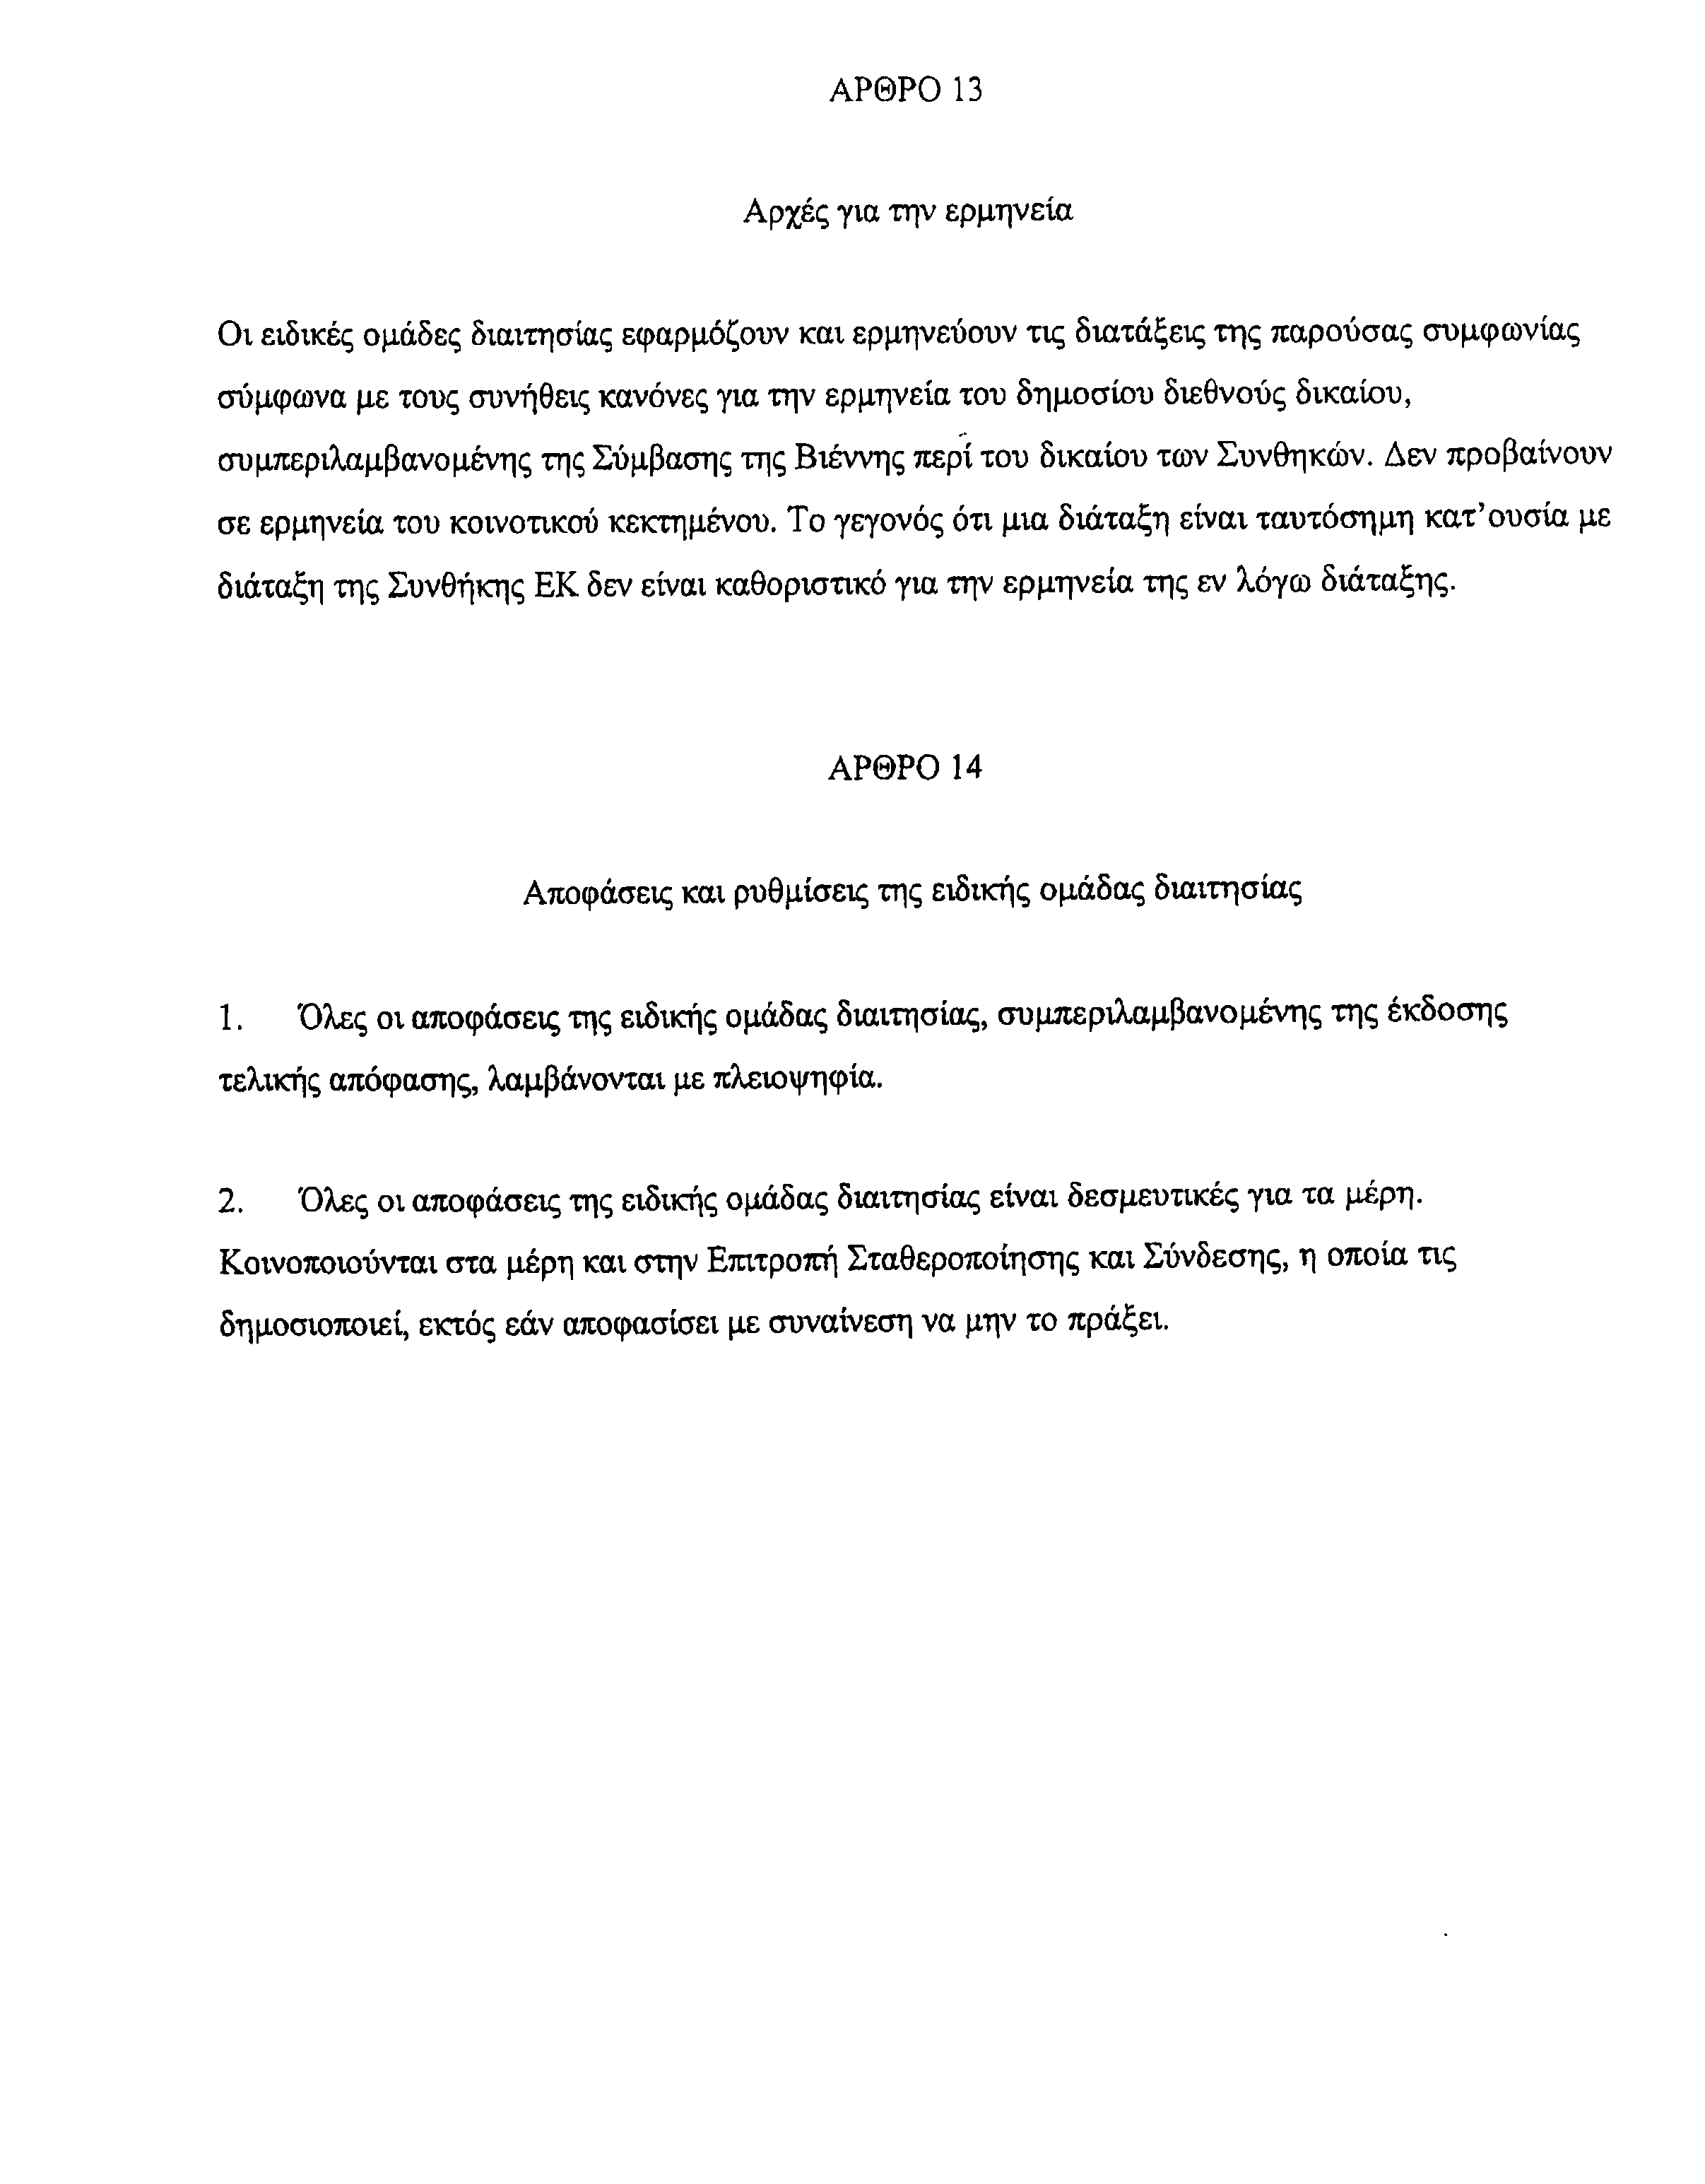 ΑΡΘΡΟ 13
Αρχές για την ερμηνεία
Οι ειδικές ομάδες διαιτησίας εφαρμόζουν και ερμηνεύουν τις διατάξεις της παρούσας συμφωνίας
σύμφωνα με τους συνήθεις κανόνες για την ερμηνεία του δημοσίου διεθνούς δικαίου,
συμπεριλαμβανομένης της Σύμβασης της Βιέννης περί του δικαίου των Συνθηκών. Δεν προβαίνουν
σε ερμηνεία του κοινοτικού κεκτημένου. Το γεγονός ότι μια διάταξη είναι ταυτόσημη κατ’ουσία με
διάταξη της Συνθήκης ΕΚ δεν είναι καθοριστικό για την ερμηνεία της εν λόγω διάταξης.
ΑΡΘΡΟ 14
Αποφάσεις και ρυθμίσεις της ειδικής ομάδας διαιτησίας
1. Όλες οι αποφάσεις της ειδικής ομάδας διαιτησίας, συμπεριλαμβανομένης της έκδοσης
τελικής απόφασης, λαμβάνονται με πλειοψηφία.
2. Όλες οι αποφάσεις της ειδικής ομάδας διαιτησίας είναι δεσμευτικές για τα μέρη.
Κοινοποιούνται στα μέρη και στην Επιτροπή Σταθεροποίησης και Σύνδεσης, η οποία τις
δημοσιοποιεί, εκτός εάν αποφασίσει με συναίνεση να μην το πράξει.